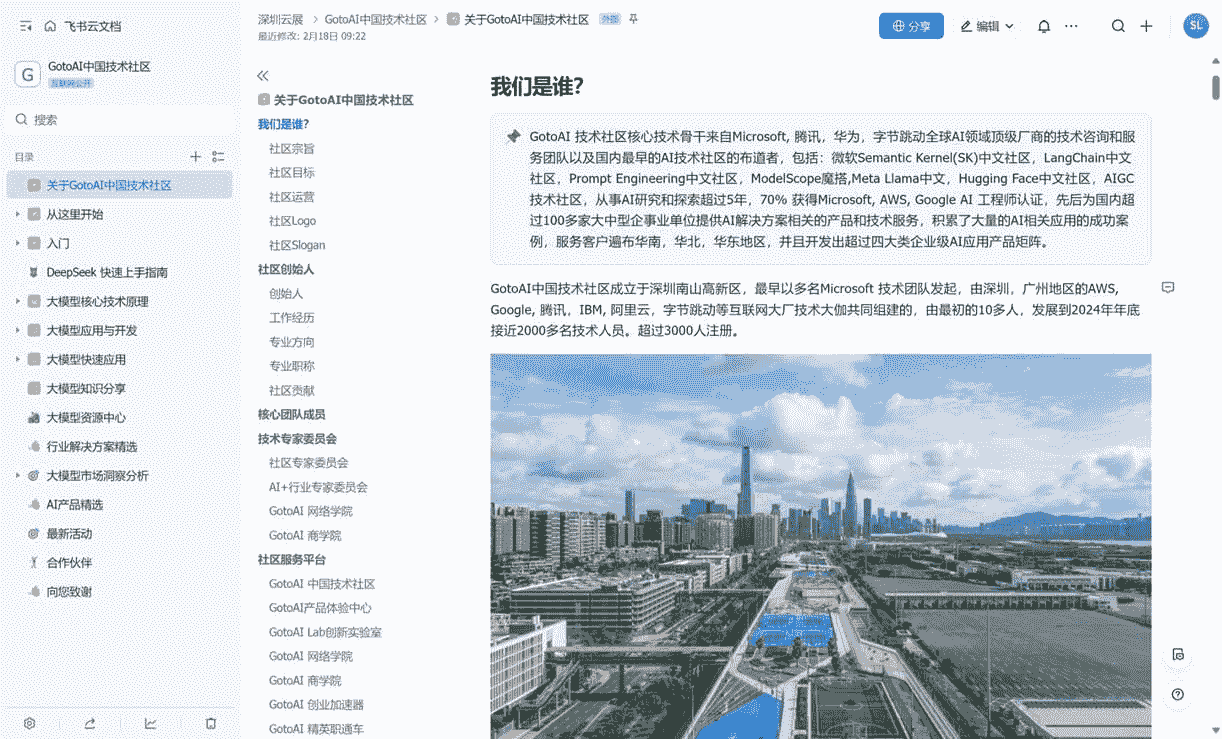 飞书云文档
GotoAI中国技术社区
互联网公开
搜索
目录
关于GotoAI中国技术社区
从这里开始
入门
DeepSeek 快速上手指南
大模型核心技术原理
大模型应用与开发
大模型快速应用
大模型知识分享
大模型资源中心
行业解决方案精选
大模型市场洞察分析
AI产品精选
最新活动
合作伙伴
向您致谢
深圳云展 > GotoAI中国技术社区 > 关于GotoAI中国技术社区 外部
最近修改: 2月18日 09:22
分享
编辑
SL
关于GotoAI中国技术社区
我们是谁?
社区宗旨
社区目标
社区运营
社区Logo
社区Slogan
社区创始人
创始人
工作经历
专业方向
专业职称
社区贡献
核心团队成员
技术专家委员会
社区专家委员会
AI+行业专家委员会
GotoAI 网络学院
GotoAI 商学院
社区服务平台
GotoAI 中国技术社区
GotoAI产品体验中心
GotoAI Lab创新实验室
GotoAI 网络学院
GotoAI 商学院
GotoAI 创业加速器
GotoAI 精英职通车
我们是谁?
GotoAI 技术社区核心技术骨干来自Microsoft, 腾讯，华为，字节跳动全球AI领域顶级厂商的技术咨询和服
务团队以及国内最早的AI技术社区的布道者，包括：微软Semantic Kernel(SK)中文社区，LangChain中文
社区，Prompt Engineering中文社区，ModelScope魔搭,Meta Llama中文，Hugging Face中文社区，AIGC
技术社区，从事AI研究和探索超过5年，70% 获得Microsoft, AWS, Google AI 工程师认证，先后为国内超
过100多家大中型企事业单位提供AI解决方案相关的产品和技术服务，积累了大量的AI相关应用的成功案
例，服务客户遍布华南，华北，华东地区，并且开发出超过四大类企业级AI应用产品矩阵。
GotoAI中国技术社区成立于深圳南山高新区，最早以多名Microsoft 技术团队发起，由深圳，广州地区的AWS,
Google, 腾讯，IBM, 阿里云，字节跳动等互联网大厂技术大伽共同组建的，由最初的10多人，发展到2024年年底
接近2000多名技术人员。超过3000人注册。